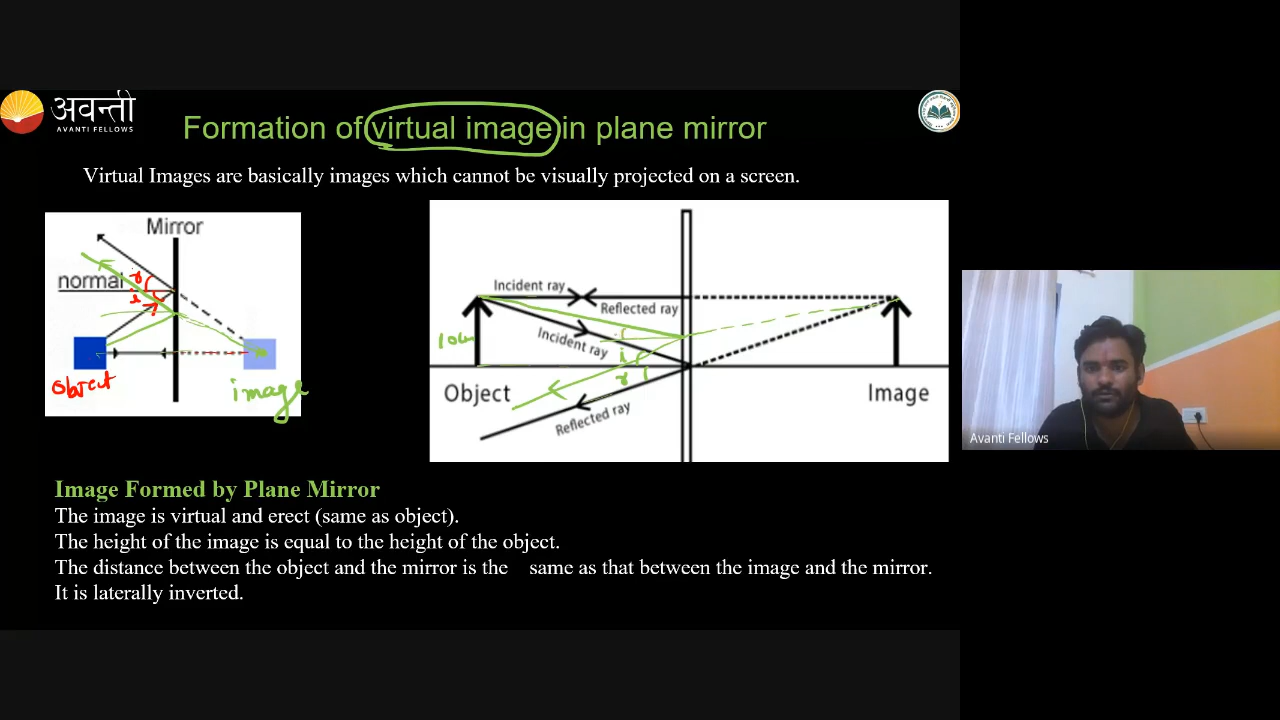 अवन्ती
AVANTI FELLOWS
Formation of virtual image in plane mirror
Virtual Images are basically images which cannot be visually projected on a screen.
Mirror
normal
r
i
object
image
Incident ray
Reflected ray
Incident ray
10cm
i
r
Object
Image
Reflected ray
Avanti Fellows
Image Formed by Plane Mirror
The image is virtual and erect (same as object).
The height of the image is equal to the height of the object.
The distance between the object and the mirror is the same as that between the image and the mirror.
It is laterally inverted.